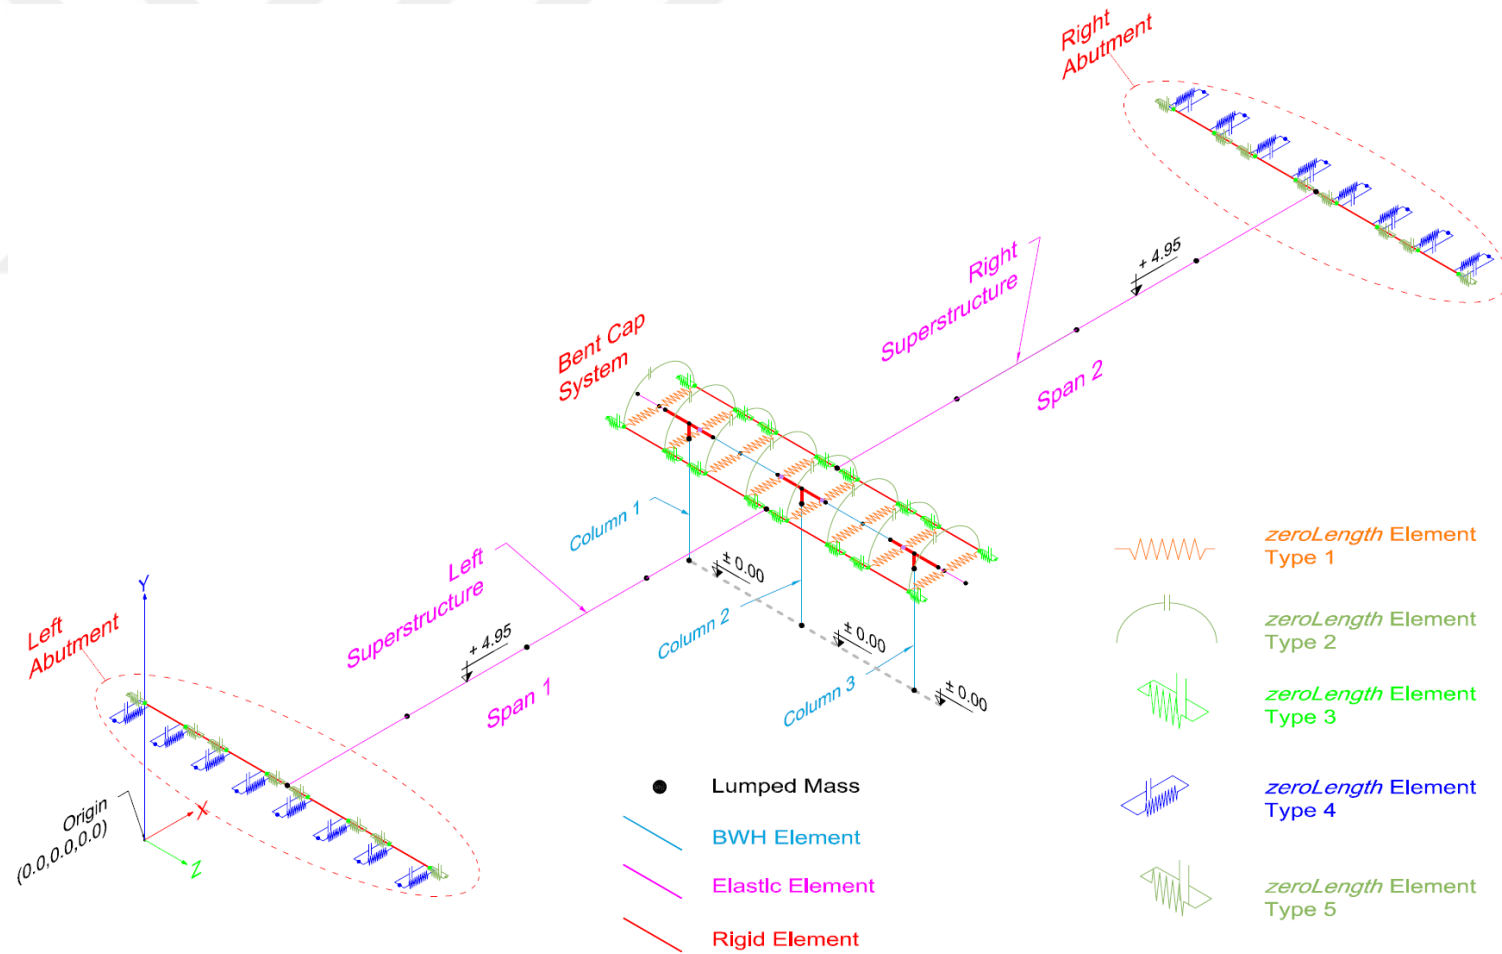 Right
Abutment
+ 4.95
Right
Superstructure
Span 2
Bent Cap
System
Column 1
± 0.00
Column 2
± 0.00
Column 3
± 0.00
Left
Superstructure
+ 4.95
Span 1
Y
Left
Abutment
X
Origin
(0.0,0.0,0.0)
Z
Lumped Mass
BWH Element
Elastic Element
Rigid Element
zeroLength Element
Type 1
zeroLength Element
Type 2
zeroLength Element
Type 3
zeroLength Element
Type 4
zeroLength Element
Type 5